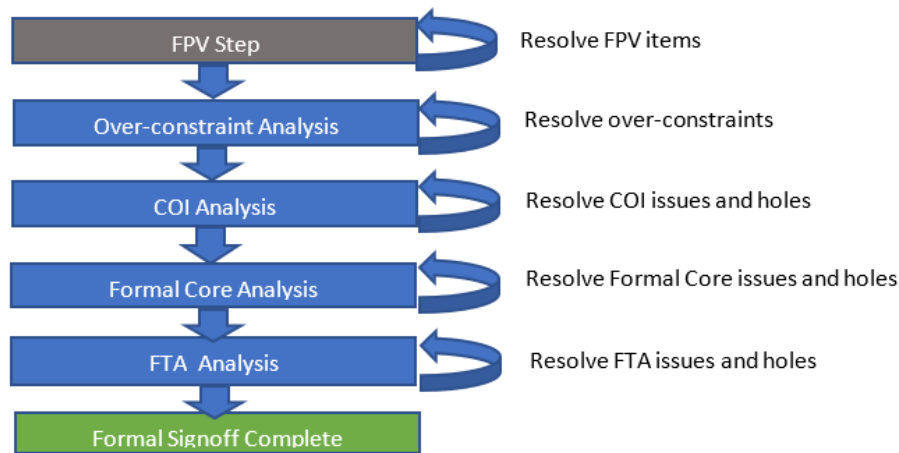 FPV Step
Resolve FPV items
Over-constraint Analysis
Resolve over-constraints
COI Analysis
Resolve COI issues and holes
Formal Core Analysis
Resolve Formal Core issues and holes
FTA Analysis
Resolve FTA issues and holes
Formal Signoff Complete